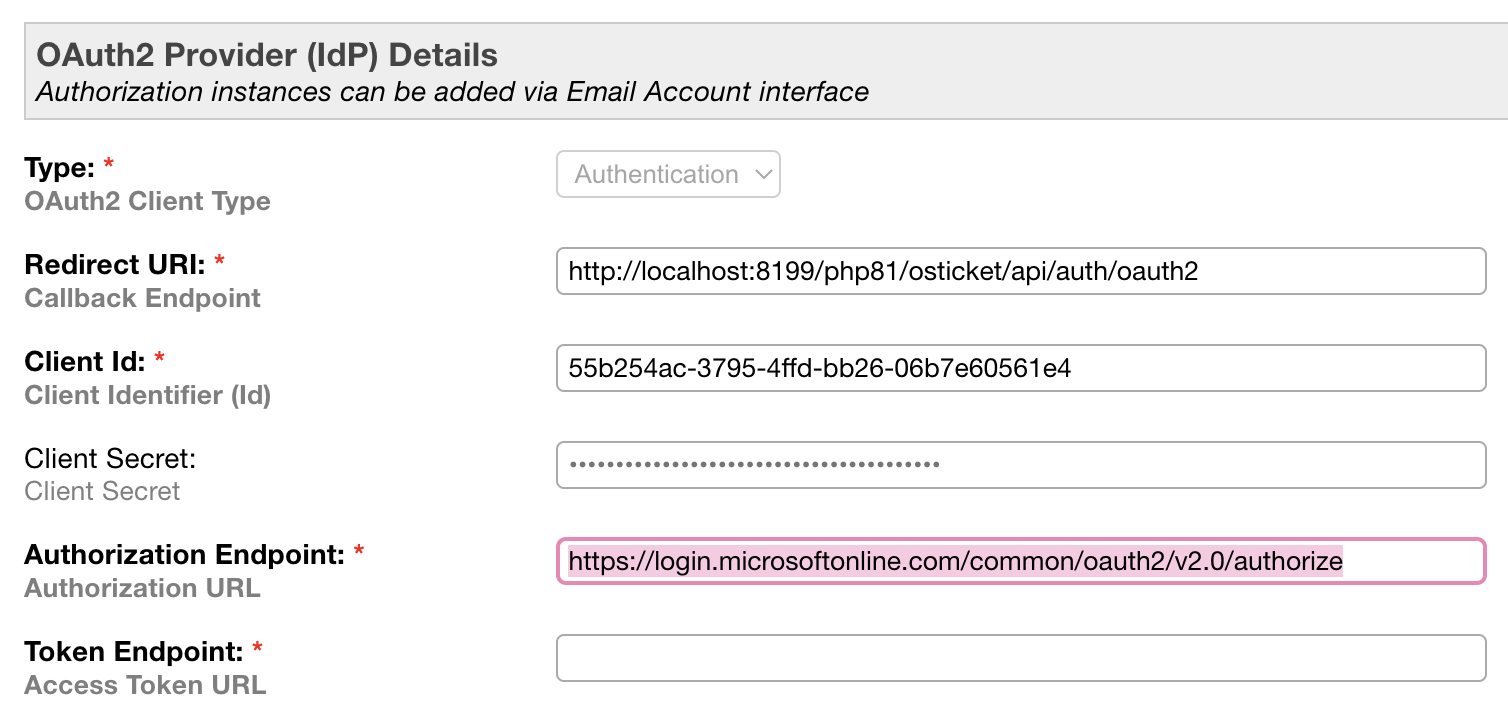 OAuth2 Provider (IdP) Details
Authorization instances can be added via Email Account interface
Type: *
OAuth2 Client Type
Authentication
Redirect URI: *
Callback Endpoint
http://localhost:8199/php81/osticket/api/auth/oauth2
Client Id: *
Client Identifier (Id)
55b254ac-3795-4ffd-bb26-06b7e60561e4
Client Secret:
Client Secret
Authorization Endpoint: *
Authorization URL
https://login.microsoftonline.com/common/oauth2/v2.0/authorize
Token Endpoint: *
Access Token URL